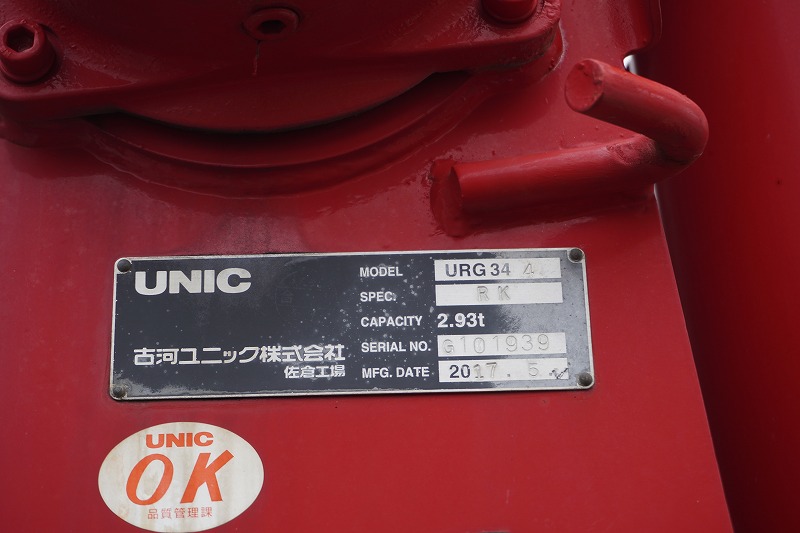 UNIC
古河ユニック株式会社
佐倉工場
MODEL URG34 4
SPEC. RK
CAPACITY 2.93t
SERIAL NO. G101939
MFG. DATE 2017.5
UNIC
OK
品質管理課